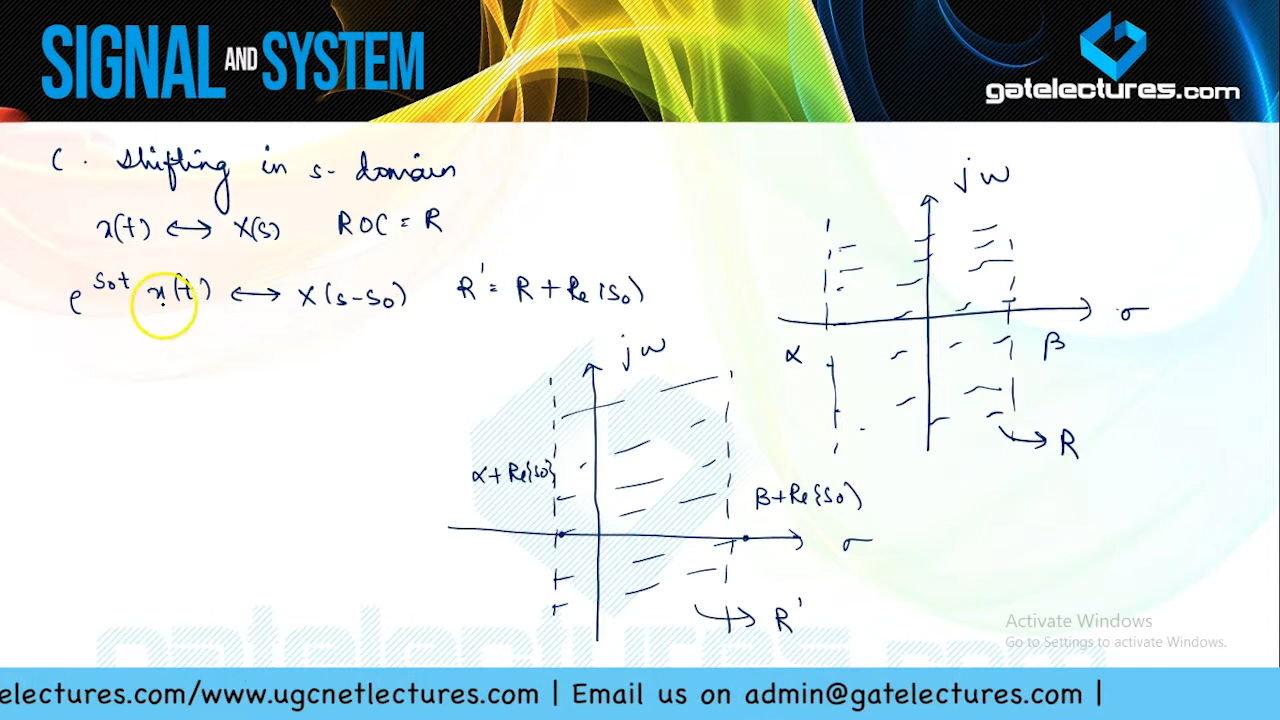 SIGNAL AND SYSTEM
gatelectures.com
C. Shifting in s-domain
x(t) ↔ X(s) ROC = R
e^{s₀t} x(t) ↔ X(s-s₀) R' = R + Re(s₀)
jω
σ
α
β
R
jω
α+Re{s₀}
β+Re{s₀}
σ
R'
Activate Windows
Go to Settings to activate Windows.
gatelectures.com
electures.com/www.ugcnetlectures.com | Email us on admin@gatelectures.com |